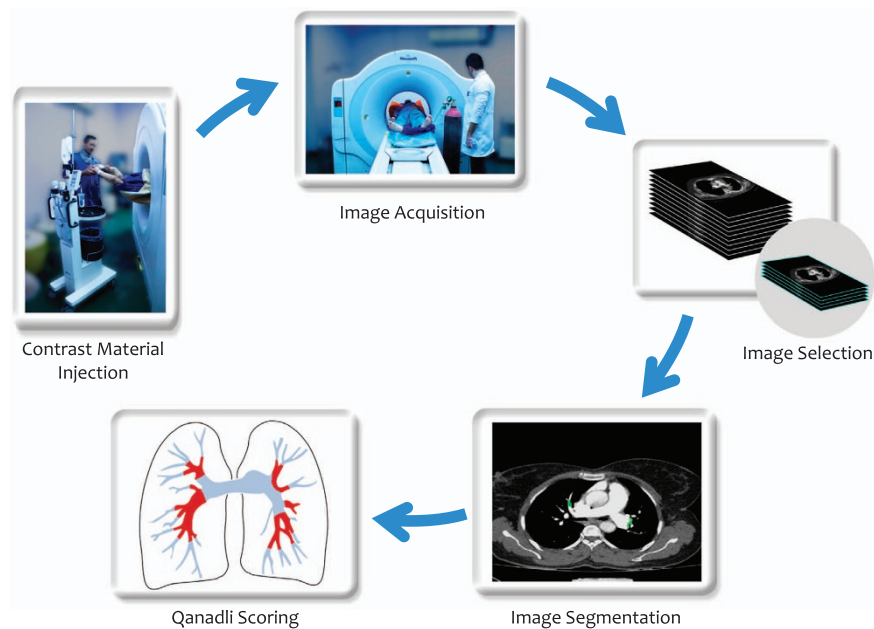 Contrast Material
Injection
Image Acquisition
Image Selection
Image Segmentation
Qanadli Scoring